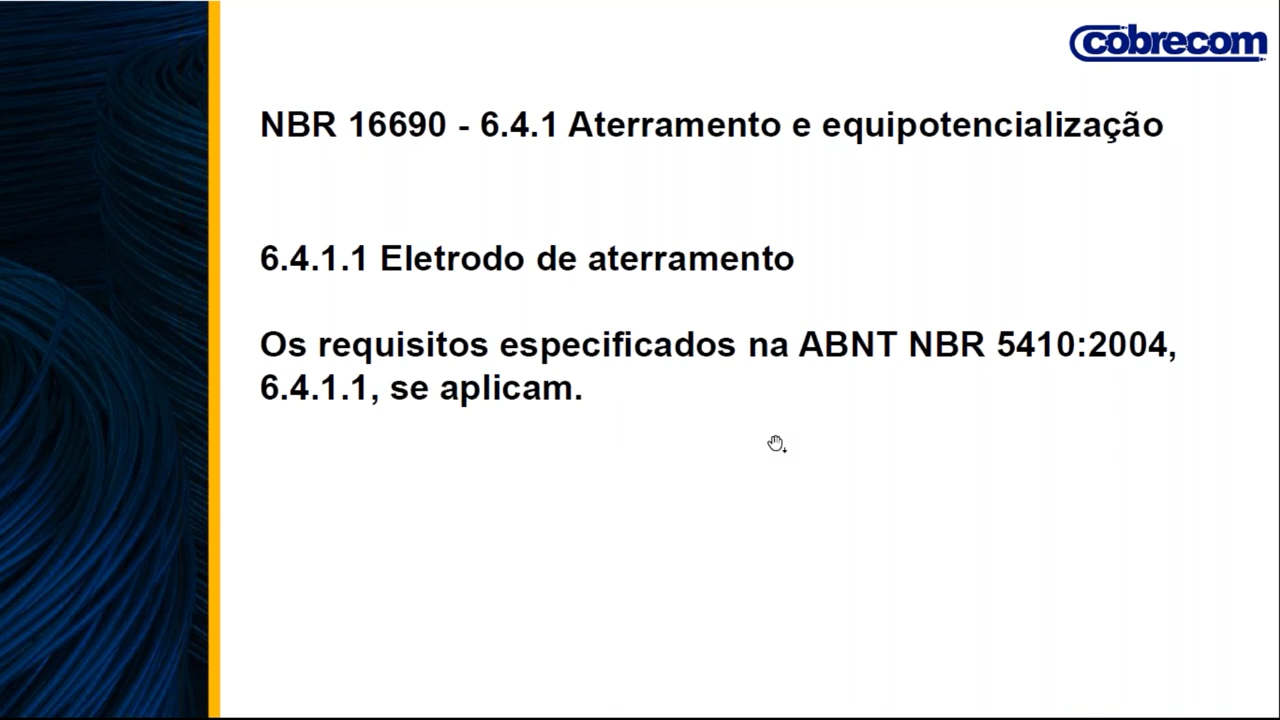 cobrecom
NBR 16690 - 6.4.1 Aterramento e equipotencialização
6.4.1.1 Eletrodo de aterramento
Os requisitos especificados na ABNT NBR 5410:2004,
6.4.1.1, se aplicam.